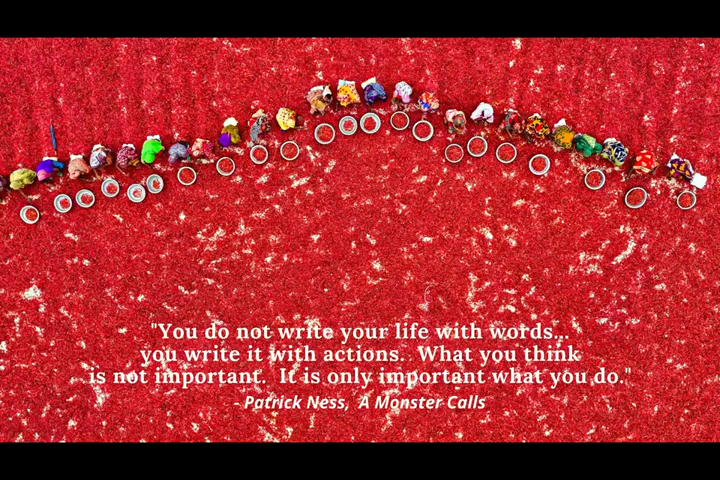 "You do not write your life with words...
you write it with actions.  What you think
is not important.  It is only important what you do."
- Patrick Ness,  A Monster Calls